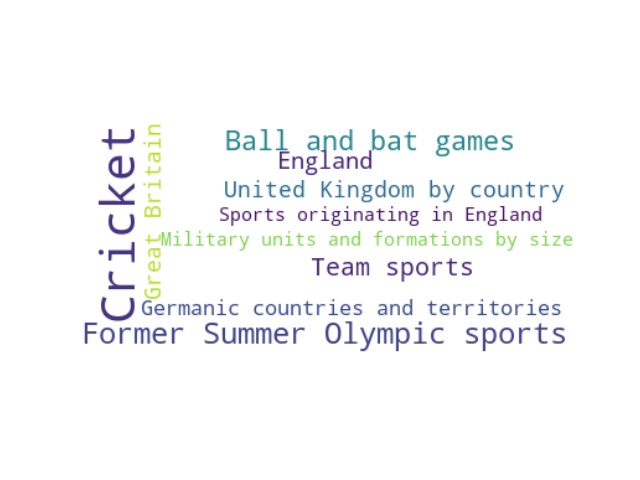 Cricket
Great Britain
Ball and bat games
England
United Kingdom by country
Sports originating in England
Military units and formations by size
Team sports
Germanic countries and territories
Former Summer Olympic sports